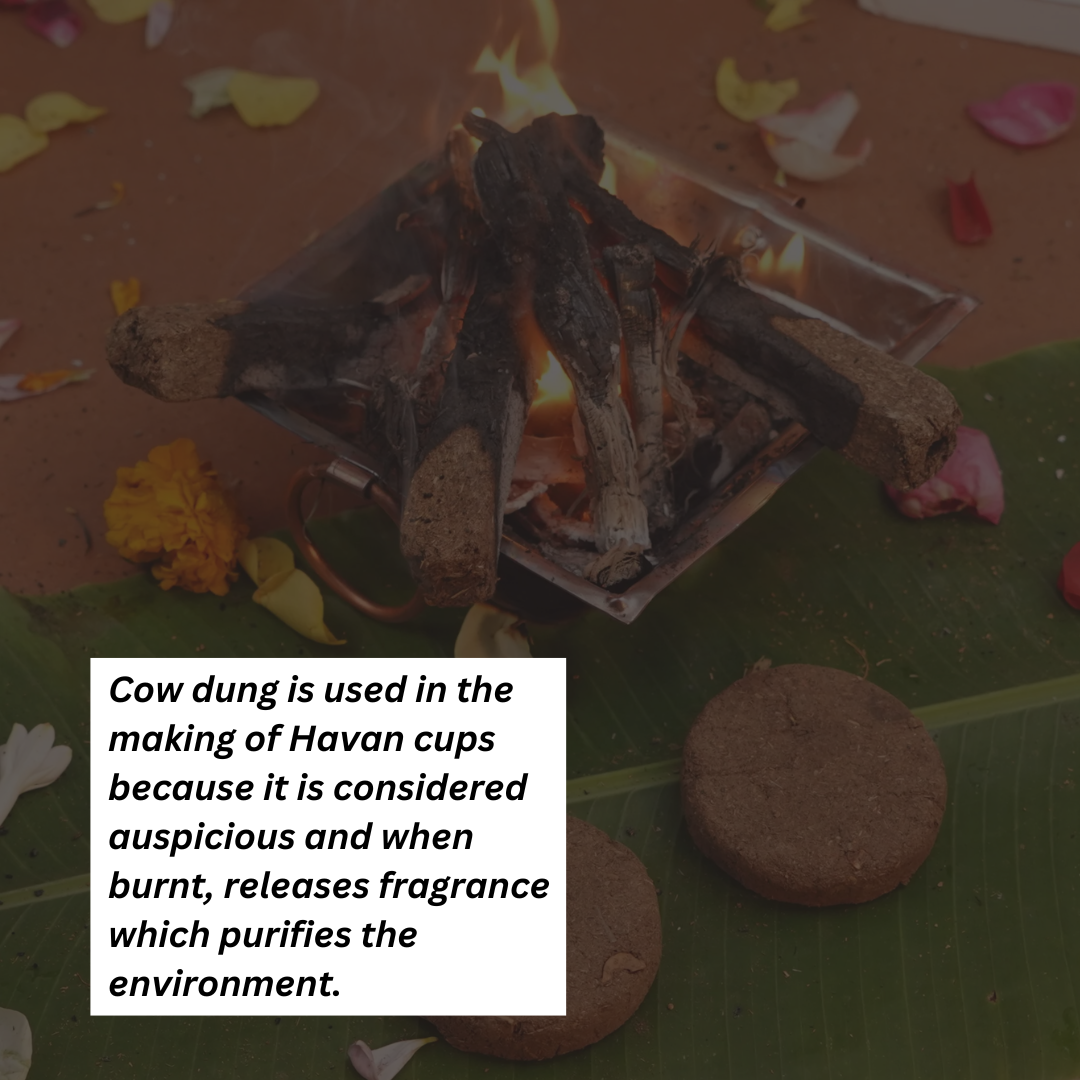 Cow dung is used in the
making of Havan cups
because it is considered
auspicious and when
burnt, releases fragrance
which purifies the
environment.